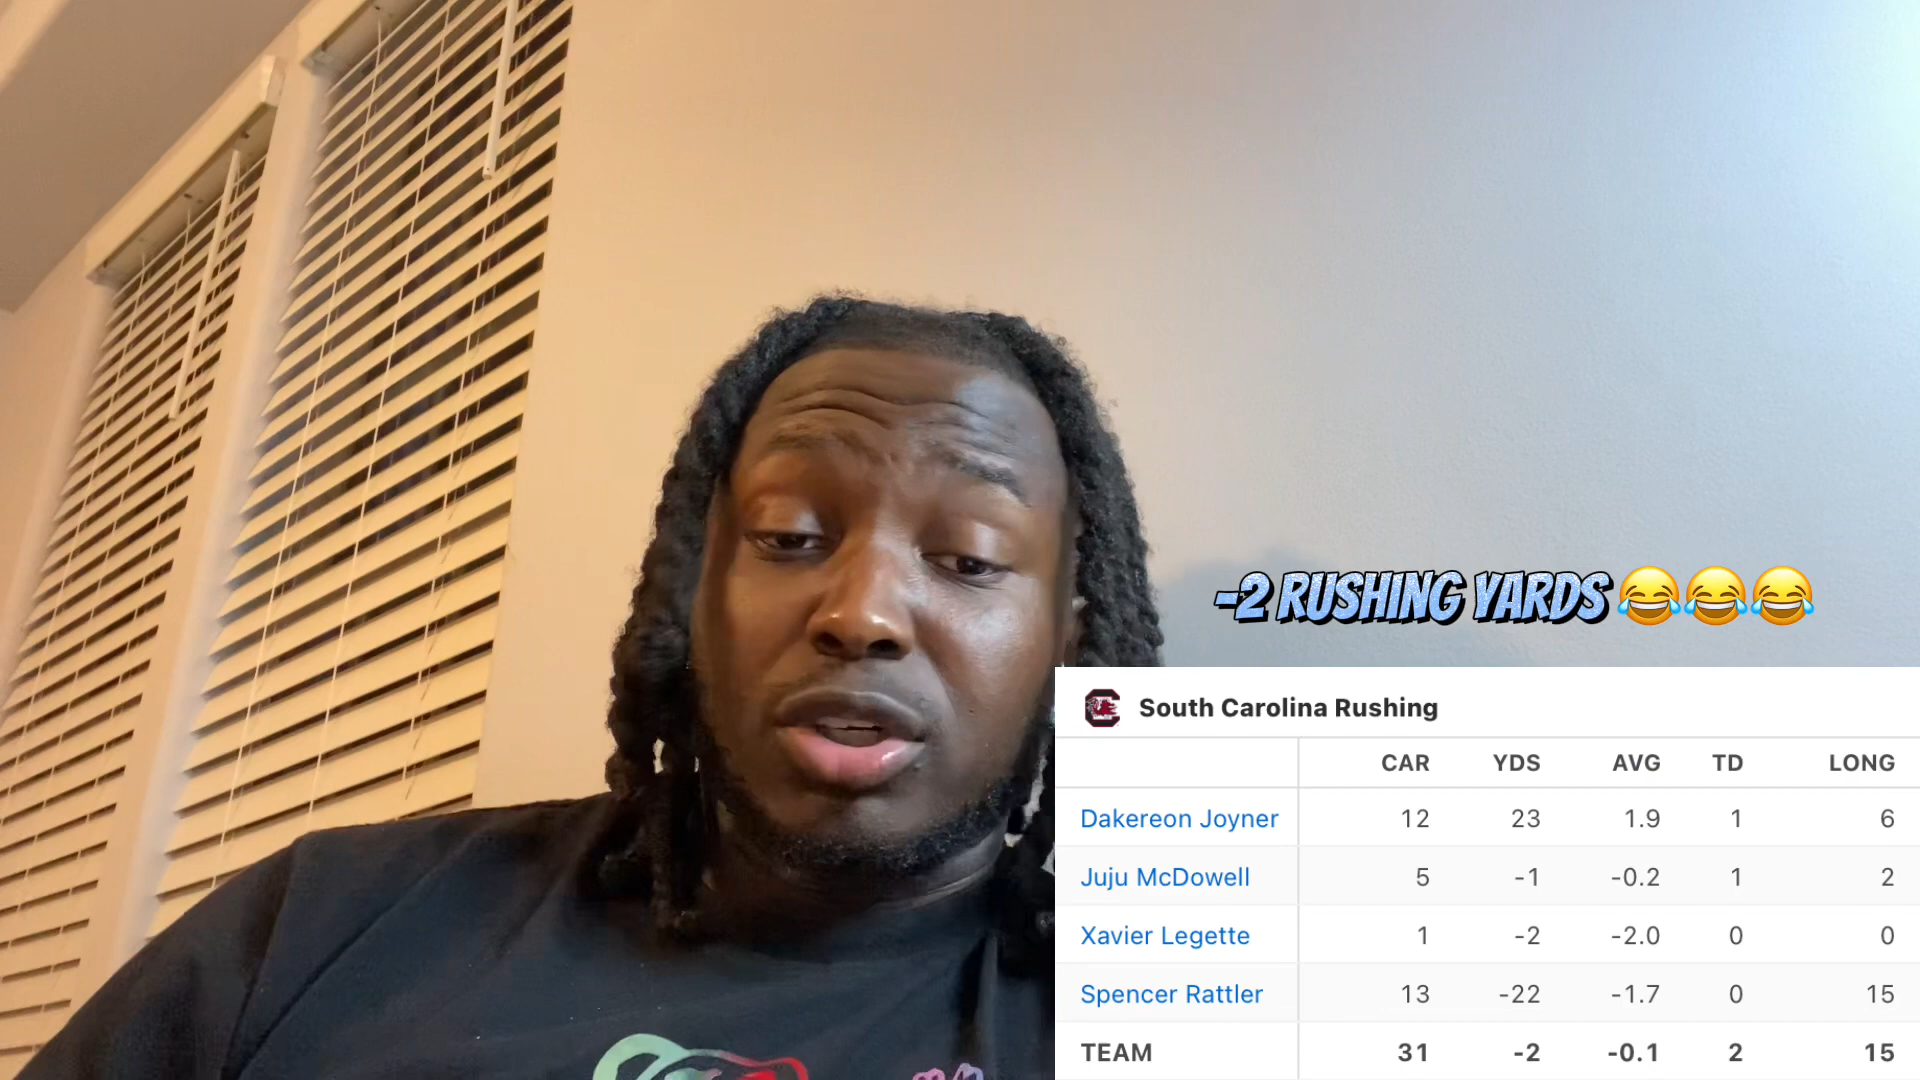 -2 RUSHING YARDS 😂😂😂
South Carolina Rushing
CAR YDS AVG TD LONG
Dakereon Joyner 12 23 1.9 1 6
Juju McDowell 5 -1 -0.2 1 2
Xavier Legette 1 -2 -2.0 0 0
Spencer Rattler 13 -22 -1.7 0 15
TEAM 31 -2 -0.1 2 15